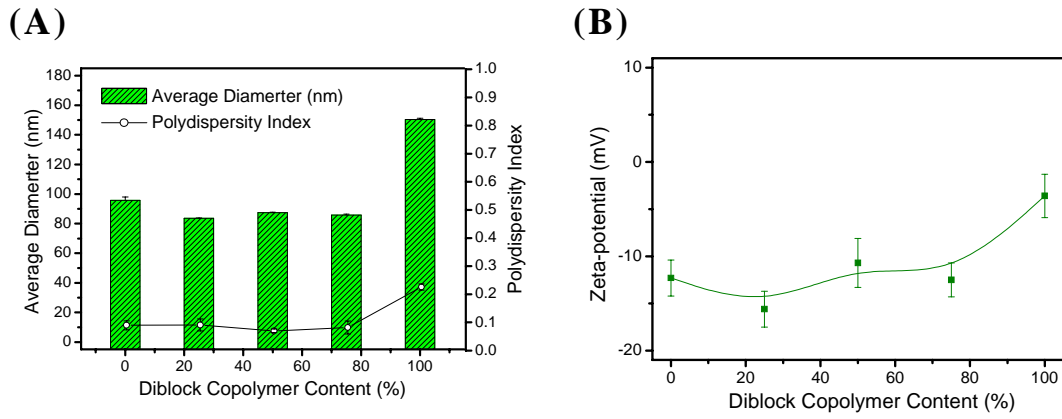 (A)
180
160
140
120
100
80
60
40
20
0
Average Diamerter (nm)
Average Diamerter (nm)
Polydispersity Index
1.0
0.9
0.8
0.7
0.6
0.5
0.4
0.3
0.2
0.1
0.0
Polydispersity Index
0 20 40 60 80 100
Diblock Copolymer Content (%)
(B)
10
0
-10
-20
Zeta-potential (mV)
0 20 40 60 80 100
Diblock Copolymer Content (%)